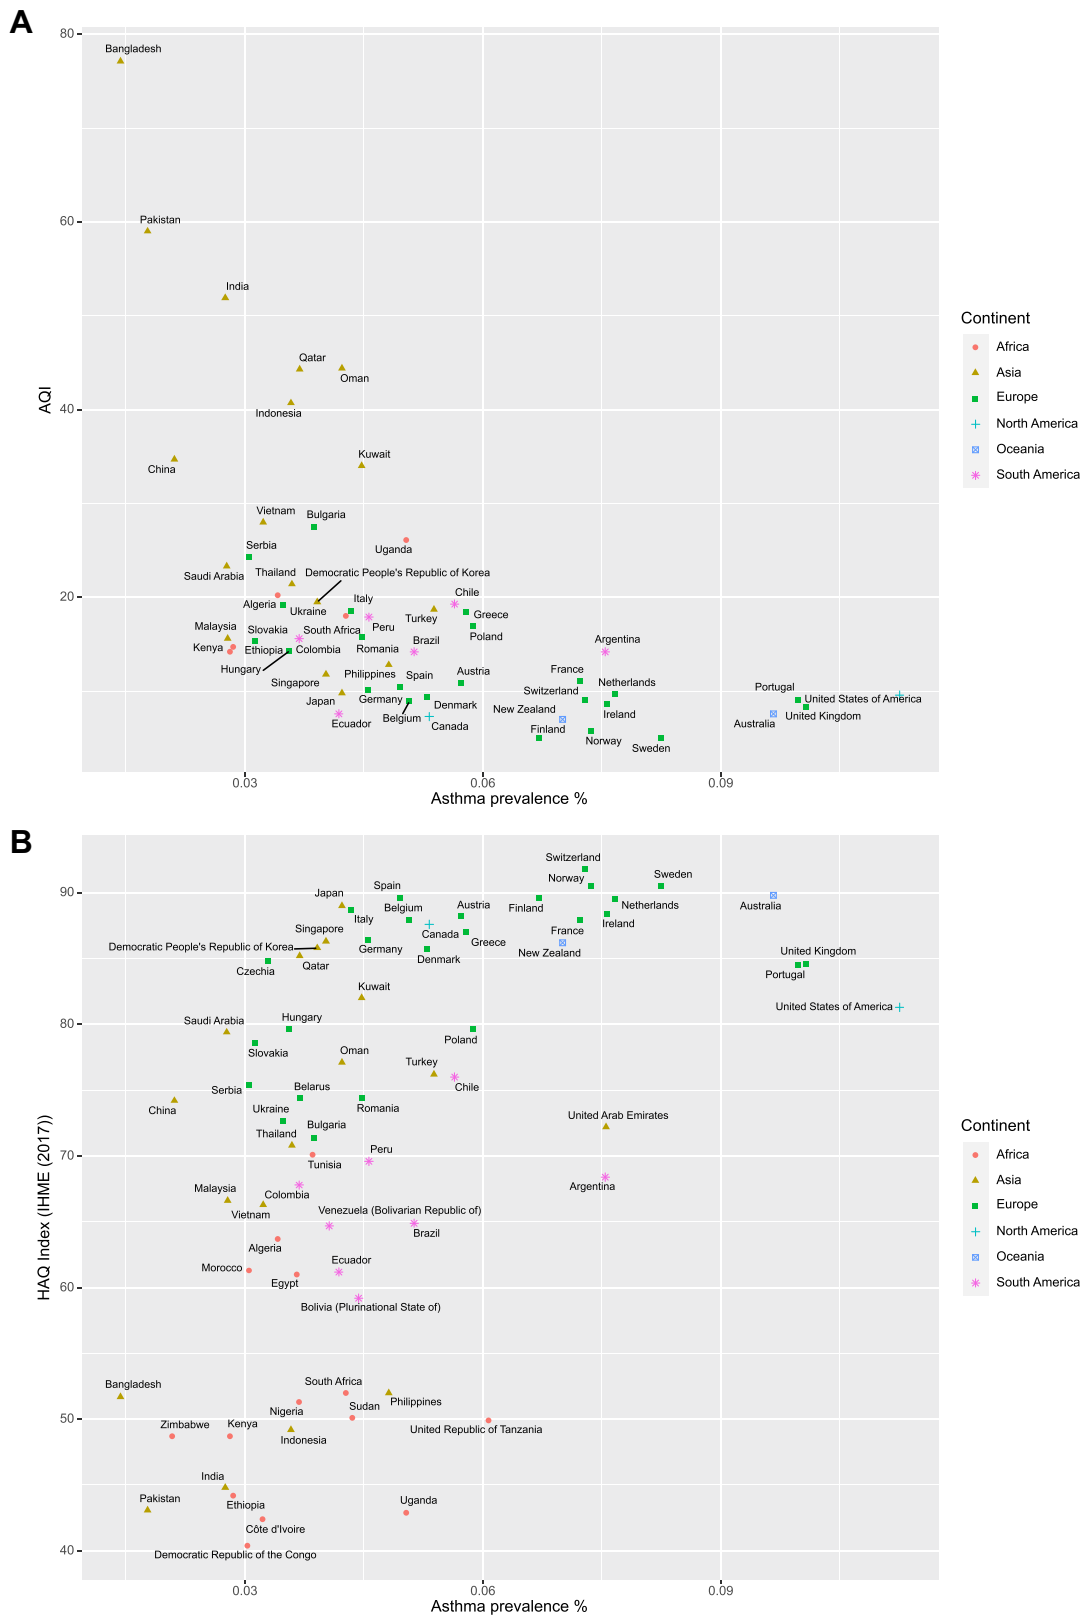 A
80
Bangladesh
Pakistan
60
India
Qatar
Oman
40
Indonesia
China
Kuwait
Vietnam
Bulgaria
Serbia
Uganda
Saudi Arabia
Thailand
Democratic People's Republic of Korea
20
Algeria
Ukraine
Italy
Chile
Turkey
Greece
Malaysia
Slovakia
South Africa
Peru
Poland
Kenya
Ethiopia
Colombia
Romania
Brazil
Argentina
Hungary
Philippines
Spain
Austria
France
Singapore
Switzerland
Netherlands
Portugal
Japan
Germany
Denmark
New Zealand
Ireland
United States of America
Ecuador
Belgium
Canada
Finland
Norway
Sweden
Australia
United Kingdom
AQI
0.03
0.06
0.09
Asthma prevalence %
Continent
Africa
Asia
Europe
North America
Oceania
South America
B
90
Switzerland
Norway
Sweden
Japan
Spain
Italy
Belgium
Austria
Finland
Netherlands
Australia
Singapore
Canada
France
Ireland
Democratic People's Republic of Korea
Germany
Greece
New Zealand
Denmark
United Kingdom
Czechia
Qatar
Portugal
Kuwait
United States of America
80
Saudi Arabia
Hungary
Slovakia
Poland
Oman
Turkey
Serbia
Belarus
Chile
China
Ukraine
Romania
United Arab Emirates
Thailand
Bulgaria
70
Tunisia
Peru
Malaysia
Colombia
Argentina
Vietnam
Venezuela (Bolivarian Republic of)
Brazil
Algeria
Morocco
Egypt
Ecuador
60
Bolivia (Plurinational State of)
Bangladesh
South Africa
Philippines
Nigeria
Sudan
50
Zimbabwe
Kenya
Indonesia
United Republic of Tanzania
India
Pakistan
Ethiopia
Uganda
Côte d'Ivoire
40
Democratic Republic of the Congo
HAQ Index (IHME (2017))
0.03
0.06
0.09
Asthma prevalence %
Continent
Africa
Asia
Europe
North America
Oceania
South America